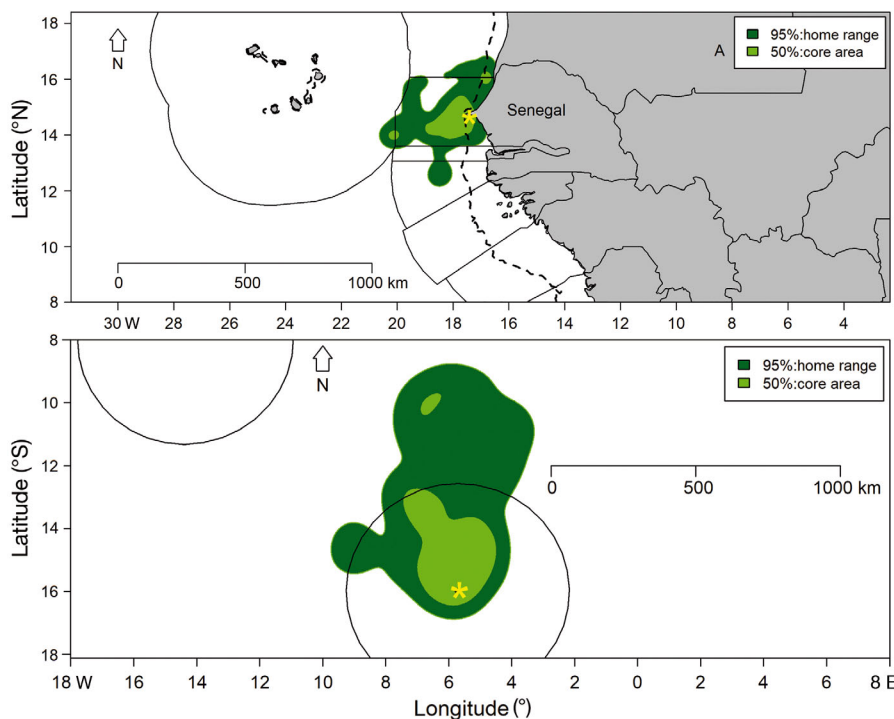 18
16
14
12
10
8
Latitude (°N)
N
A
95%:home range
50%:core area
Senegal
0 500 1000 km
30 W 26 24 22 20 18 16 14 12 10 8 6 4
8
10
12
14
16
18
Latitude (°S)
N
95%:home range
50%:core area
0 500 1000 km
18 W 14 12 10 8 6 4 2 0 2 4 6 8 E
Longitude (°)